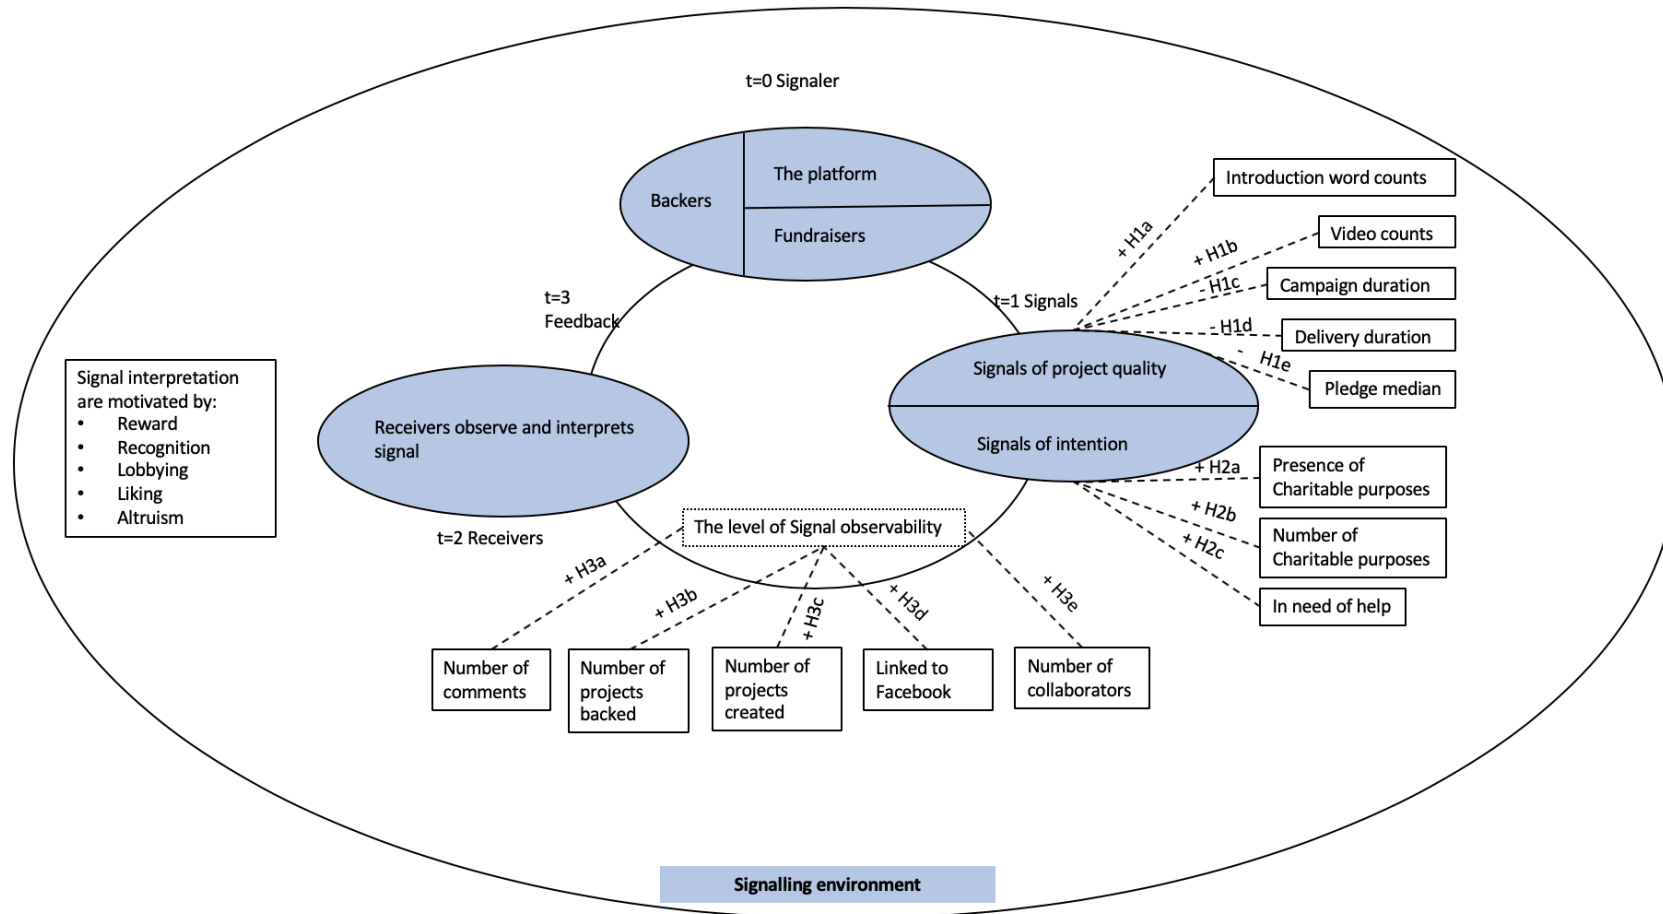 t=0 Signaler
Backers
The platform
Fundraisers
t=3
Feedback
t=1 Signals
+ H1a
Introduction word counts
+ H1b
Video counts
- H1c
Campaign duration
- H1d
Delivery duration
- H1e
Pledge median
Signals of project quality
Signals of intention
+ H2a
Presence of
Charitable purposes
+ H2b
Number of
Charitable purposes
+ H2c
In need of help
Signal interpretation
are motivated by:
• Reward
• Recognition
• Lobbying
• Liking
• Altruism
Receivers observe and interprets
signal
t=2 Receivers
The level of Signal observability
+ H3a
+ H3b
+ H3c
+ H3d
+ H3e
Number of
comments
Number of
projects
backed
Number of
projects
created
Linked to
Facebook
Number of
collaborators
Signalling environment